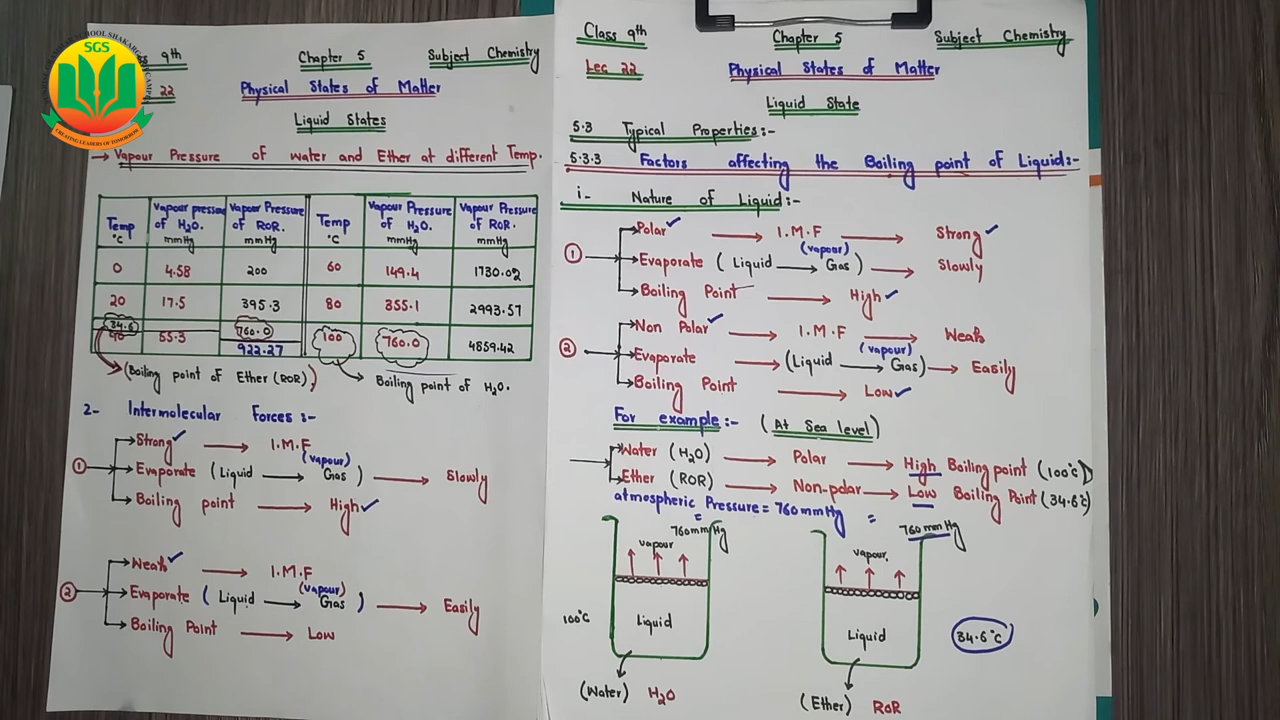 SGS
CREATING LEADERS OF TOMORROW
9th Chapter 5 Subject Chemistry
22 Physical States of Matter
Liquid States
→ Vapour Pressure of water and Ether at different Temp.
Temp °C Vapour pressure of H₂O. mmHg Vapour Pressure of ROR. mmHg Temp °C Vapour Pressure of H₂O. mmHg Vapour Pressure of ROR. mmHg
0 4.58 200 60 149.4 1730.02
20 17.5 395.3 80 355.1 2993.57
34.6 760.0
40 55.3 922.27 100 760.0 4859.42
(Boiling point of Ether (ROR)) Boiling point of H₂O.
2- Intermolecular Forces :-
① Strong ✓ → I.M.F
Evaporate (Liquid → Gas) (vapour) → Slowly
Boiling point → High ✓
② Weak ✓ → I.M.F
Evaporate (Liquid → Gas) (vapour) → Easily
Boiling Point → Low
Class 9th Chapter 5 Subject Chemistry
Lec 22 Physical States of Matter
Liquid State
5.3 Typical Properties:-
5.3.3 Factors affecting the Boiling point of Liquid:-
i- Nature of Liquid:-
① Polar ✓ → I.M.F → Strong ✓
Evaporate (Liquid → Gas) (vapour) → Slowly
Boiling Point → High ✓
② Non Polar ✓ → I.M.F → Weak
Evaporate → (Liquid → Gas) (vapour) → Easily
Boiling Point → Low ✓
For example:- (At Sea level)
Water (H₂O) → Polar → High Boiling point (100°C)
Ether (ROR) → Non-polar → Low Boiling Point (34.6°C)
atmospheric Pressure = 760 mmHg =
= 760mmHg 760 mmHg
vapour vapour.
100°C Liquid Liquid 34.6°C
(Water) H₂O (Ether) ROR